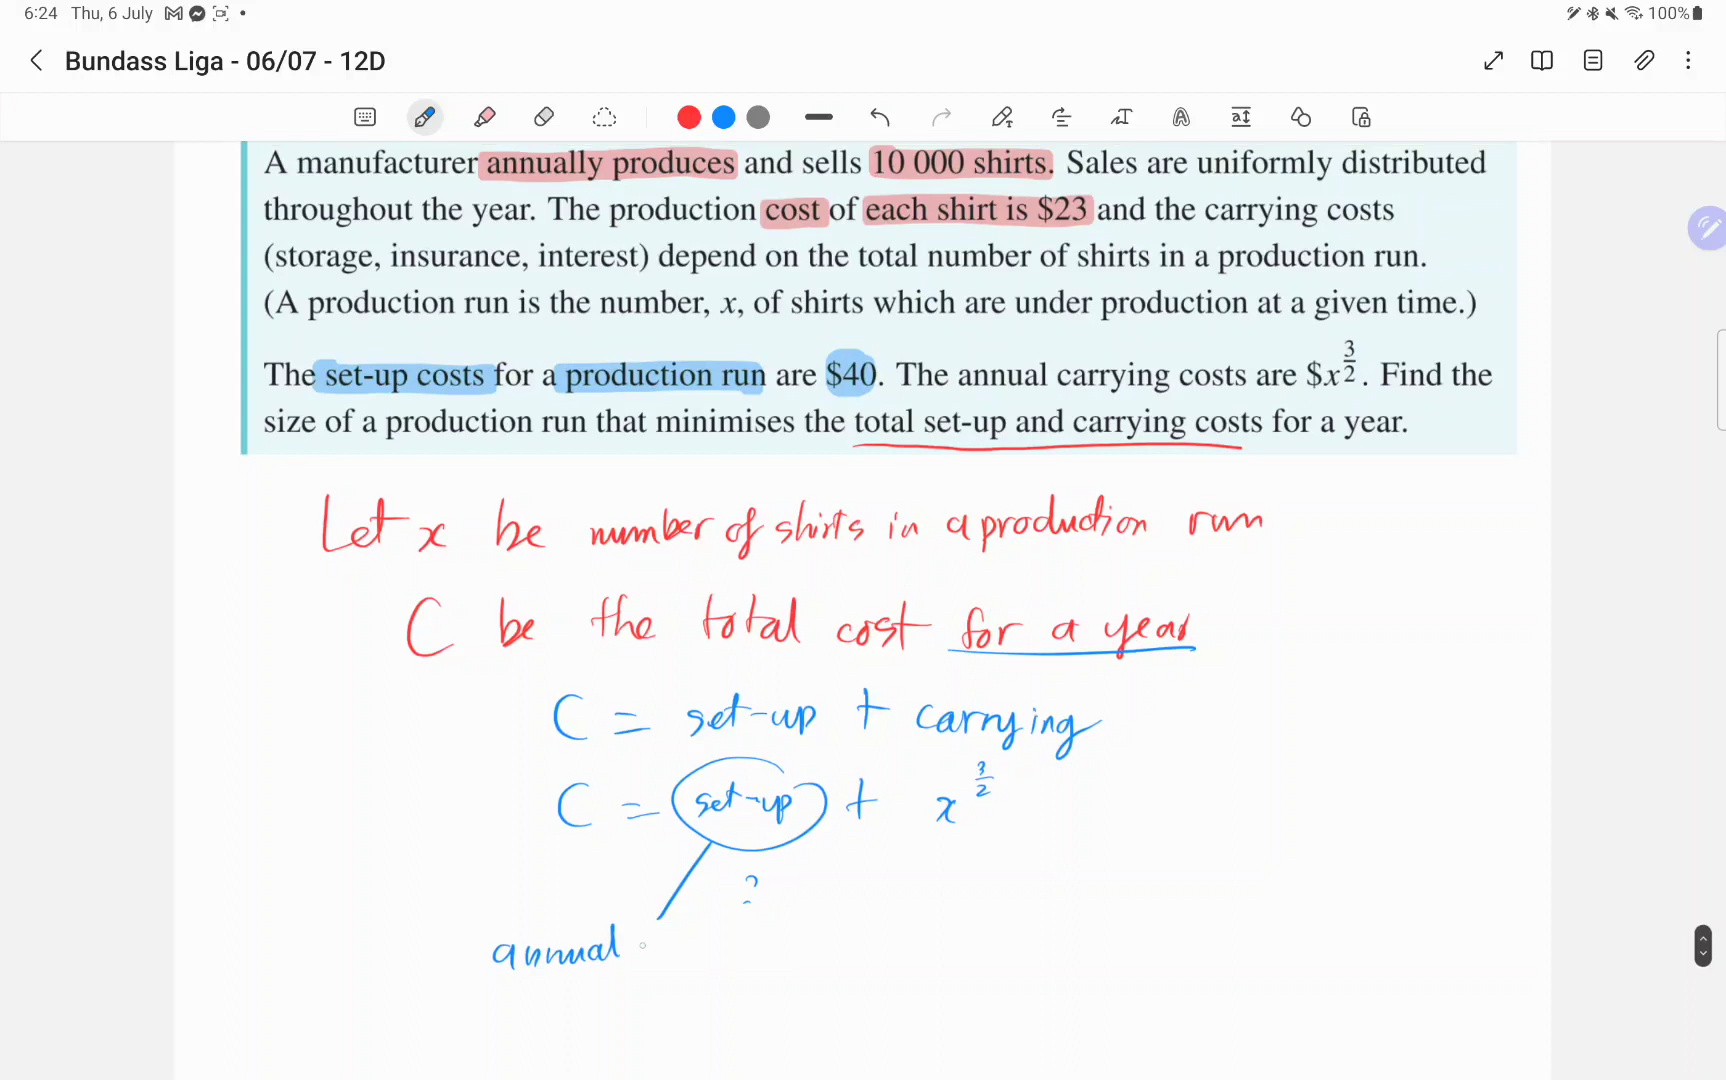 6:24 Thu, 6 July 100%
Bundass Liga - 06/07 - 12D
A manufacturer annually produces and sells 10 000 shirts. Sales are uniformly distributed
throughout the year. The production cost of each shirt is $23 and the carrying costs
(storage, insurance, interest) depend on the total number of shirts in a production run.
(A production run is the number, x, of shirts which are under production at a given time.)
The set-up costs for a production run are $40. The annual carrying costs are $x^{3/2}. Find the
size of a production run that minimises the total set-up and carrying costs for a year.
Let x be number of shirts in a production run
C be the total cost for a year
C = set-up + carrying
C = set-up + x^{3/2}
?
annual